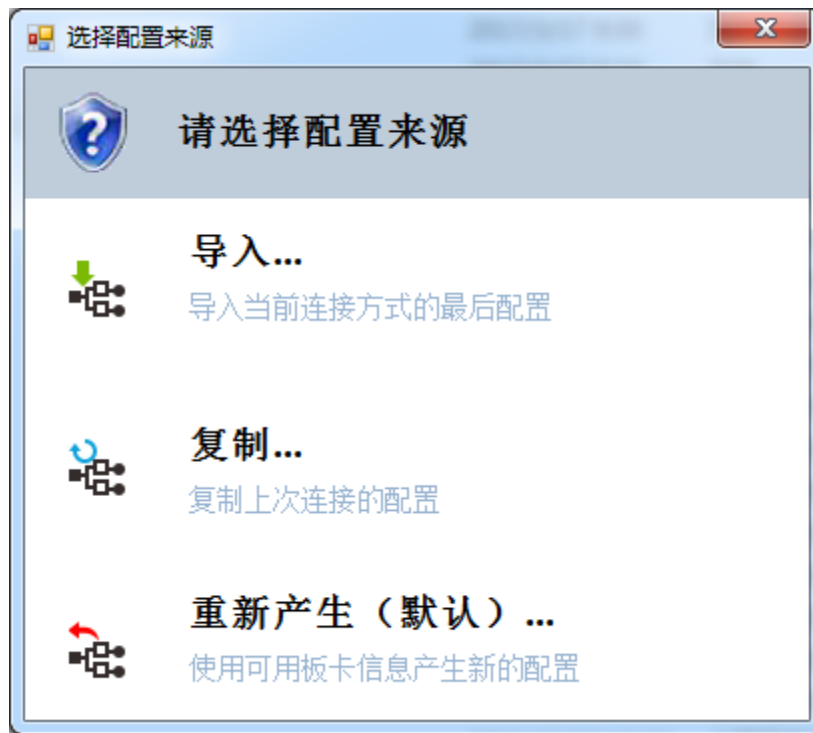 选择配置来源
请选择配置来源
导入...
导入当前连接方式的最后配置
复制...
复制上次连接的配置
重新产生（默认）...
使用可用板卡信息产生新的配置